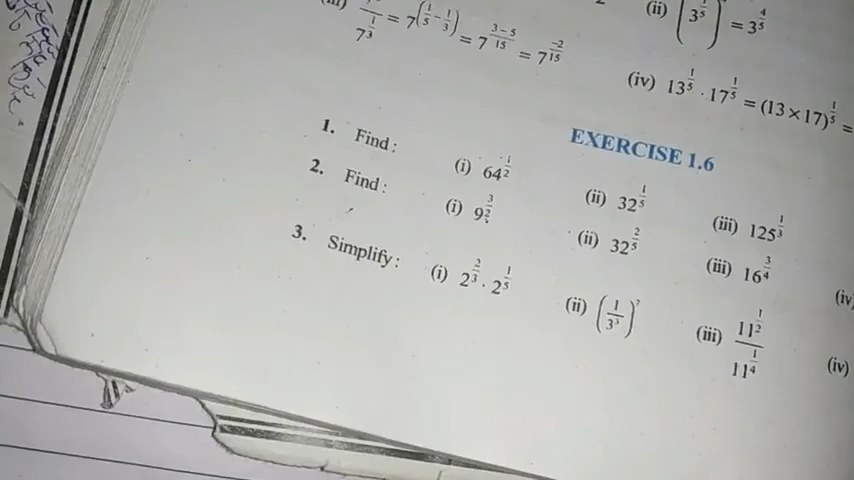 (ii) (3^{1/5}) = 3^{4/5}
7^{1/3} = 7^{(1/5 - 1/3)} = 7^{(3-5)/15} = 7^{-2/15}
(iv) 13^{1/5} · 17^{1/5} = (13 × 17)^{1/5} =
EXERCISE 1.6
1. Find: (i) 64^{1/2} (ii) 32^{1/5} (iii) 125^{1/3}
2. Find: (i) 9^{3/2} (ii) 32^{2/5} (iii) 16^{3/4} (iv)
3. Simplify: (i) 2^{2/3} · 2^{1/5} (ii) (1/3^3)^7 (iii) 11^{1/2}/11^{1/4} (iv)